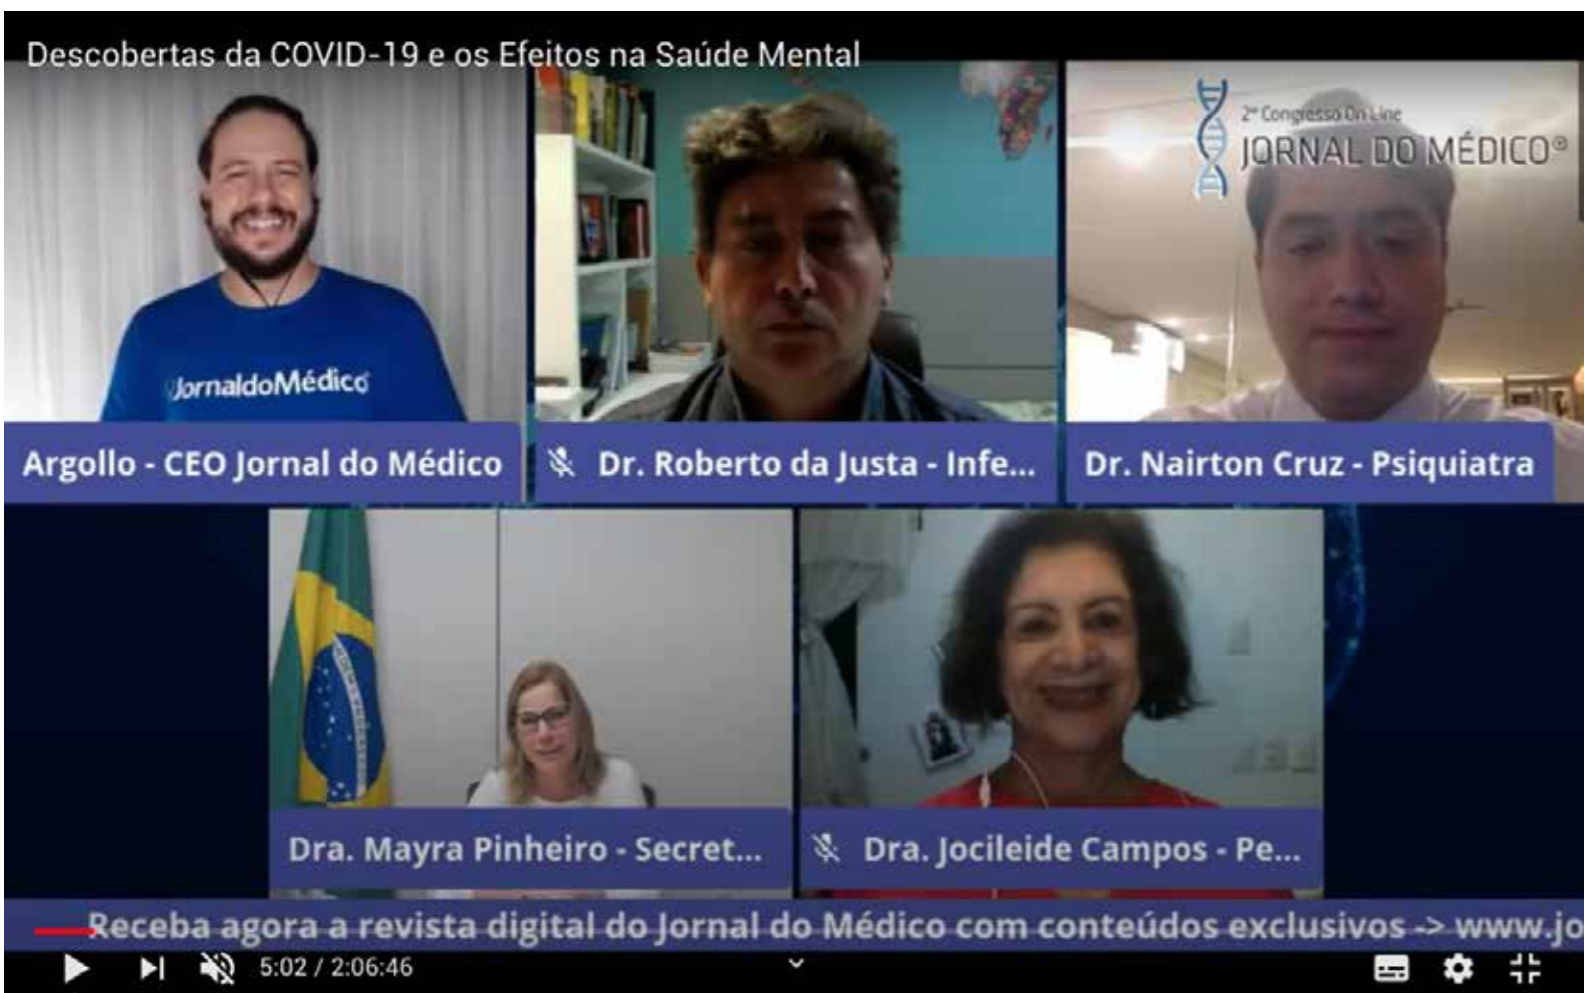 Descobertas da COVID-19 e os Efeitos na Saúde Mental
2º Congresso On Line
JORNAL DO MÉDICO®
JornaldoMédico
Argollo - CEO Jornal do Médico
Dr. Roberto da Justa - Infe...
Dr. Nairton Cruz - Psiquiatra
Dra. Mayra Pinheiro - Secret...
Dra. Jocileide Campos - Pe...
Receba agora a revista digital do Jornal do Médico com conteúdos exclusivos -> www.jo
5:02 / 2:06:46